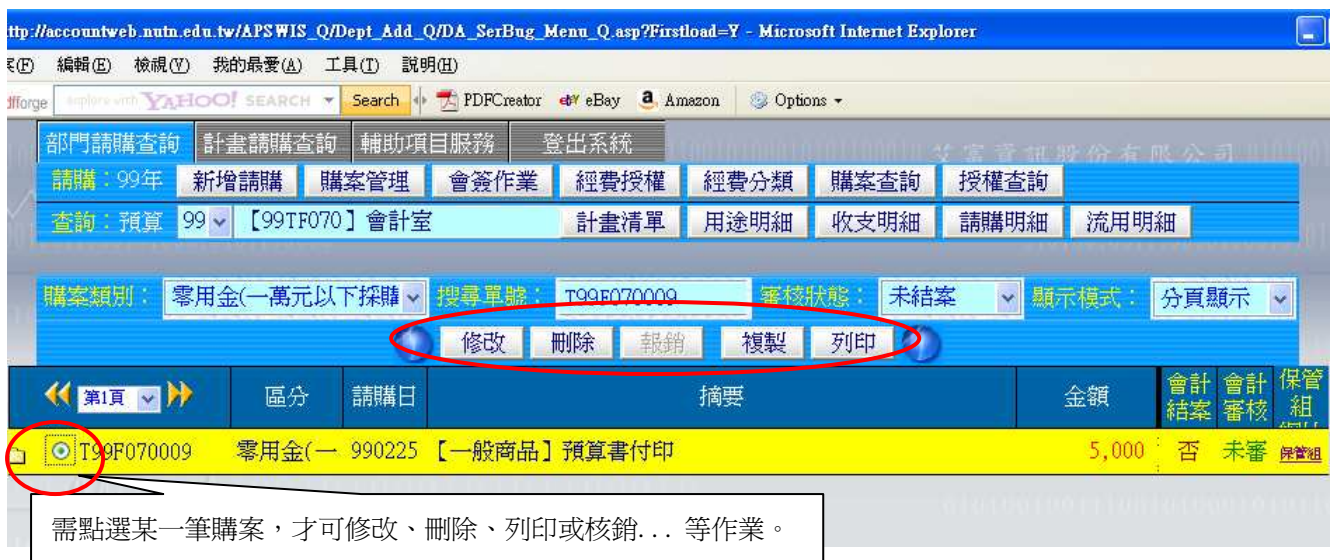 ttp://accountweb.nutn.edu.tw/APSWIS_Q/Dept_Add_Q/DA_SerBug_Menu_Q.asp?Firstload=Y - Microsoft Internet Explorer
(F) 編輯(E) 檢視(V) 我的最愛(A) 工具(T) 說明(H)
dfforge explore with YAHOO! SEARCH Search PDFCreator eBay Amazon Options
部門請購查詢 計畫請購查詢 輔助項目服務 登出系統
艾富資訊股份有限公司
請購：99年 新增請購 購案管理 會簽作業 經費授權 經費分類 購案查詢 授權查詢
查詢：預算 99 【99TF070】會計室 計畫清單 用途明細 收支明細 請購明細 流用明細
購案類別： 零用金(一萬元以下採購 搜尋單號： T99F070009 審核狀態： 未結案 顯示模式： 分頁顯示
修改 刪除 報銷 複製 列印
第1頁 區分 請購日 摘要 金額 會計結案 會計審核 保管組
T99F070009 零用金(一 990225 【一般商品】預算書付印 5,000 否 未審 保管組
需點選某一筆購案，才可修改、刪除、列印或核銷... 等作業。